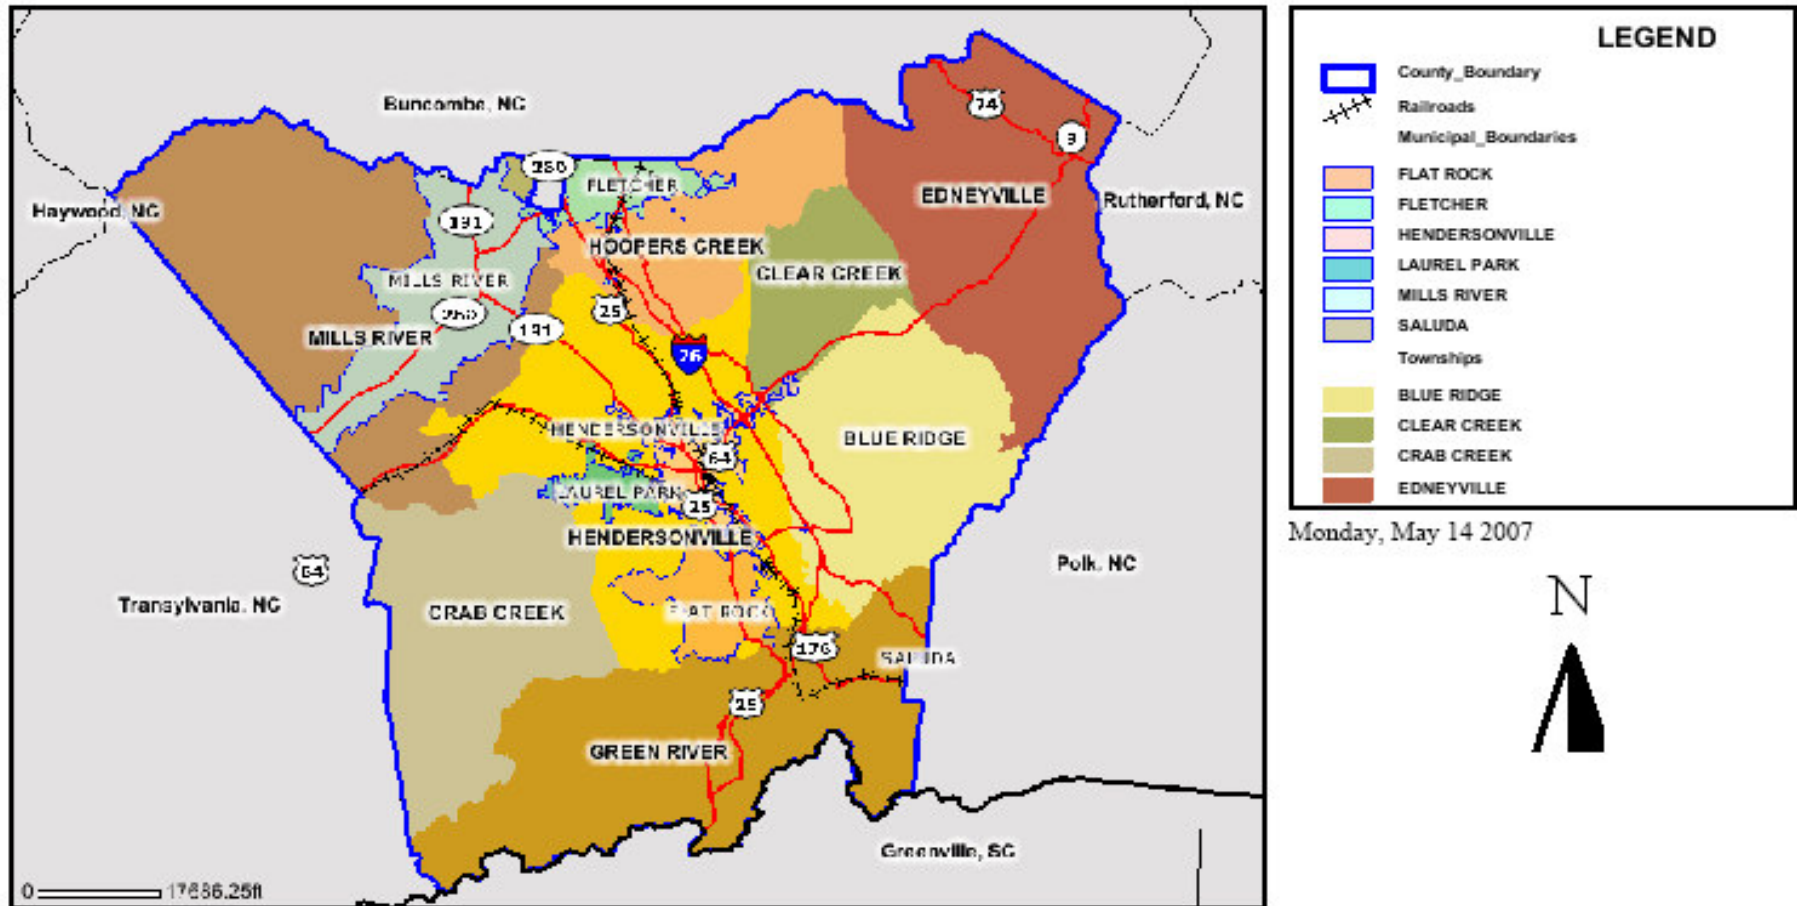 Buncombe, NC
Haywood, NC
Rutherford, NC
Polk, NC
Transylvania, NC
Greenville, SC
280
74
9
FLETCHER
EDNEYVILLE
191
HOOPERS CREEK
CLEAR CREEK
MILLS RIVER
25
191
MILLS RIVER
26
HENDERSONVILLE
BLUE RIDGE
64
LAUREL PARK
25
HENDERSONVILLE
64
CRAB CREEK
FLAT ROCK
176
SALUDA
25
GREEN RIVER
0
17686.25ft
LEGEND
County_Boundary
Railroads
Municipal_Boundaries
FLAT ROCK
FLETCHER
HENDERSONVILLE
LAUREL PARK
MILLS RIVER
SALUDA
Townships
BLUE RIDGE
CLEAR CREEK
CRAB CREEK
EDNEYVILLE
Monday, May 14 2007
N